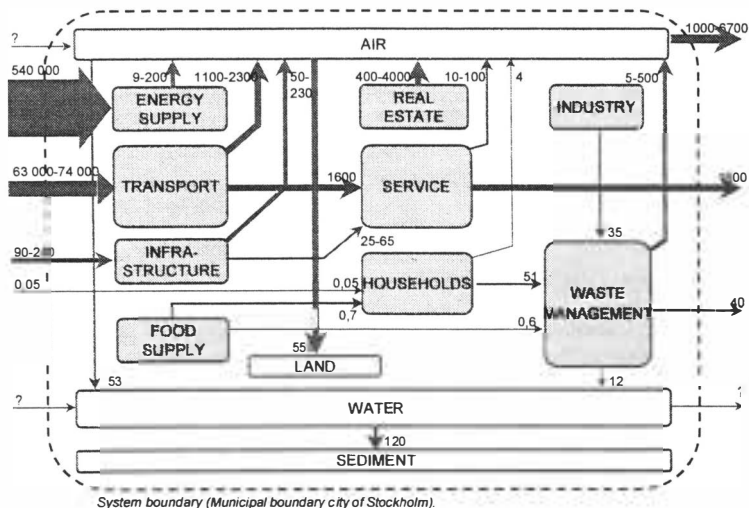 1000-6700
?
AIR
540 000
9-200
1100-2300
50-
230
400-4000
10-100
4
5-500
ENERGY
SUPPLY
REAL
ESTATE
INDUSTRY
63 000-74 000
TRANSPORT
1600
SERVICE
90-2
INFRA-
STRUCTURE
25-65
35
0 05
0,05
HOUSEHOLDS
51
WASTE
MANAGEMENT
40
FOOD
SUPPLY
0,7
0,6
55
LAND
53
12
?
WATER
?
120
SEDIMENT
System boundary (Municipal boundary city of Stockholm).